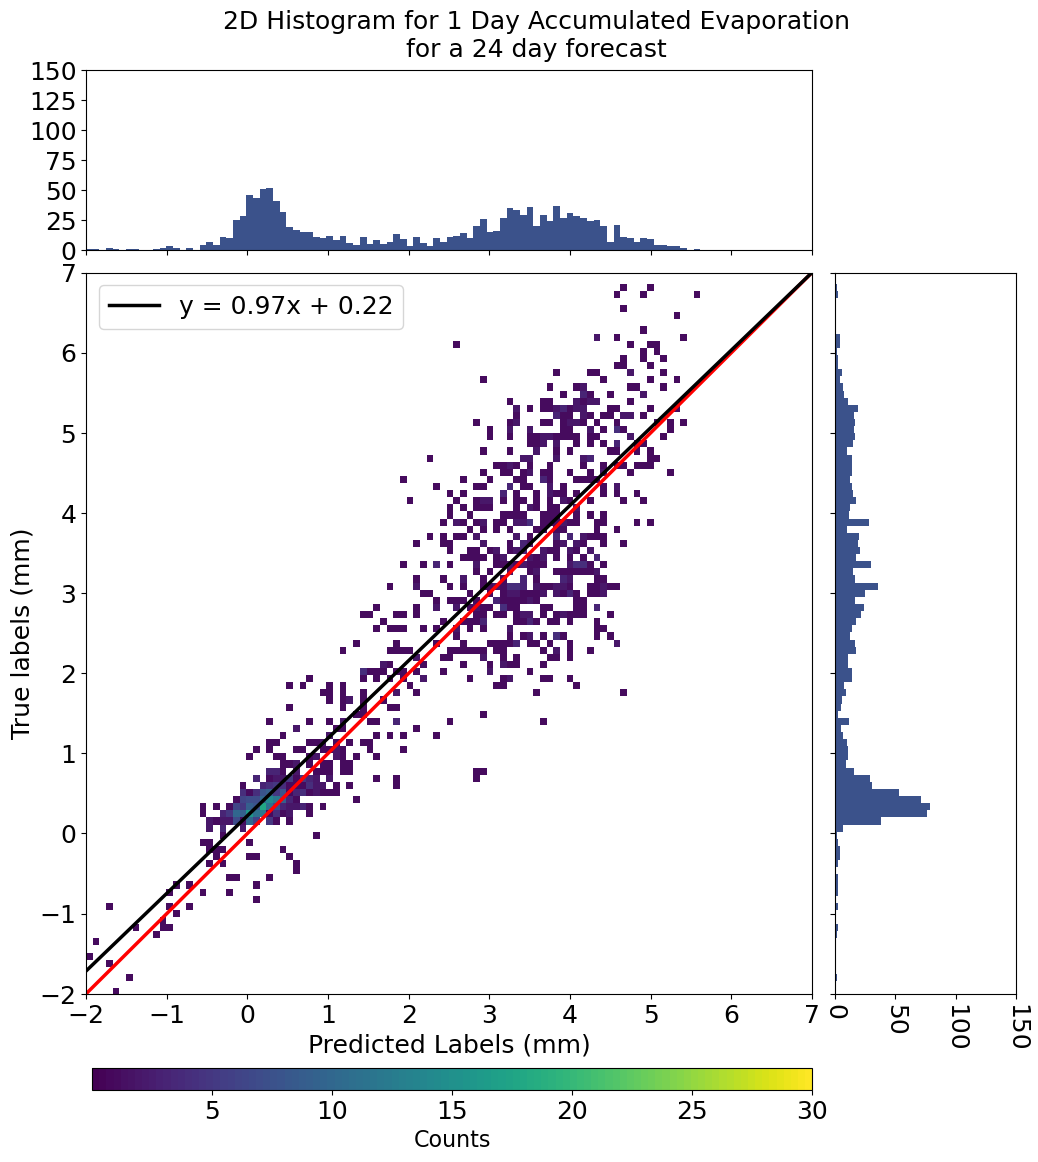 2D Histogram for 1 Day Accumulated Evaporation
for a 24 day forecast
150
125
100
75
50
25
0
7
6
5
4
3
2
1
0
−1
−2
True labels (mm)
y = 0.97x + 0.22
−2 −1 0 1 2 3 4 5 6 7
Predicted Labels (mm)
0 50 100 150
5 10 15 20 25 30
Counts